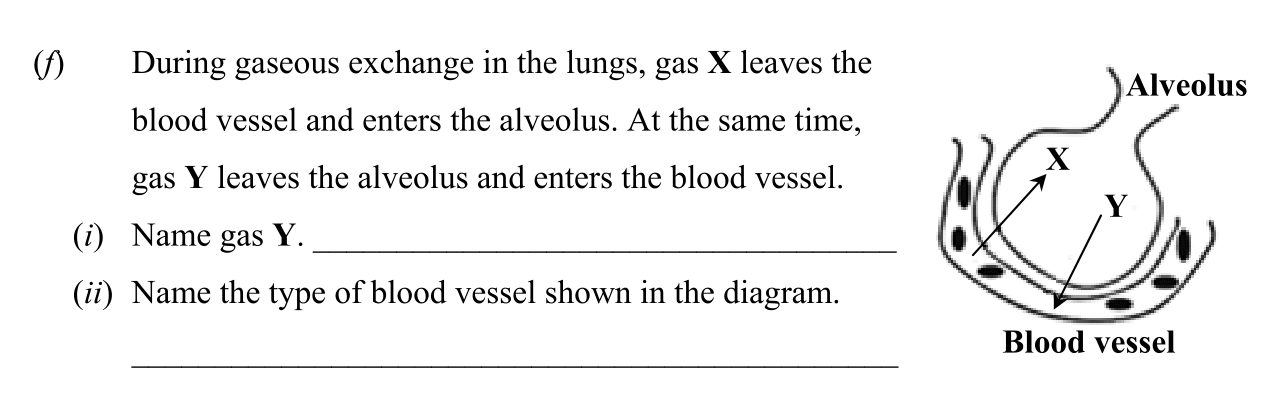 (f) During gaseous exchange in the lungs, gas X leaves the
blood vessel and enters the alveolus. At the same time,
gas Y leaves the alveolus and enters the blood vessel.
(i) Name gas Y. ________________
(ii) Name the type of blood vessel shown in the diagram.
________________
Alveolus
X
Y
Blood vessel